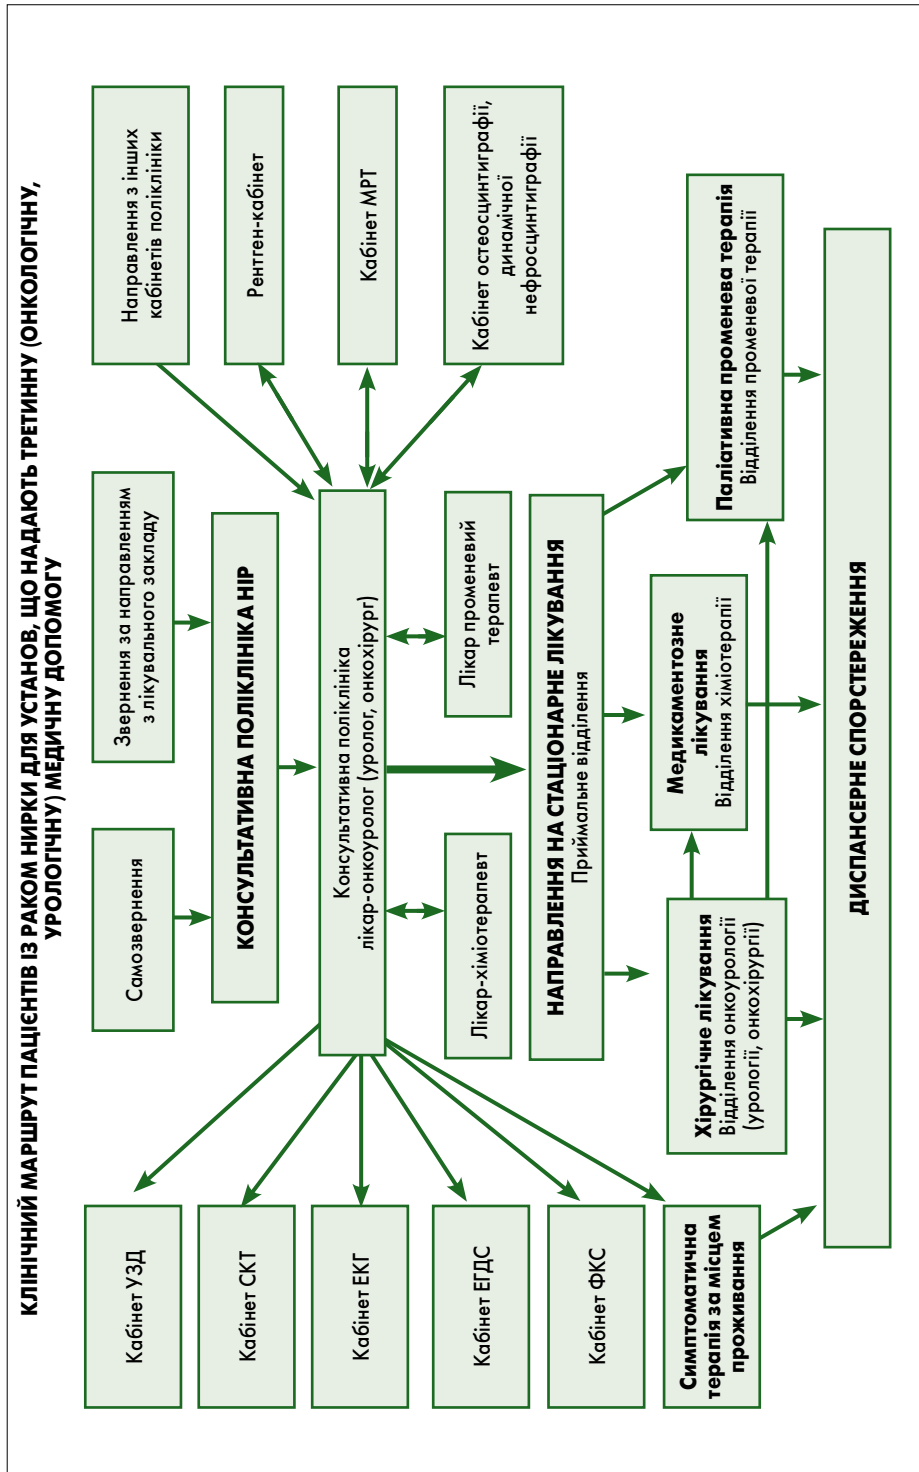 КЛІНІЧНИЙ МАРШРУТ ПАЦІЄНТІВ ІЗ РАКОМ НИРКИ ДЛЯ УСТАНОВ, ЩО НАДАЮТЬ ТРЕТИННУ (ОНКОЛОГІЧНУ,
УРОЛОГІЧНУ) МЕДИЧНУ ДОПОМОГУ
Самозвернення
Звернення за направленням
з лікувального закладу
Направлення з інших
кабінетів поліклініки
КОНСУЛЬТАТИВНА ПОЛІКЛІНІКА НІР
Рентген-кабінет
Кабінет МРТ
Кабінет остеосцинтиграфії,
динамічної
нефросцинтиграфії
Консультативна поліклініка
лікар-онкоуролог (уролог, онкохірург)
Кабінет УЗД
Кабінет СКТ
Кабінет ЕКГ
Кабінет ЕГДС
Кабінет ФКС
Симптоматична
терапія за місцем
проживання
Лікар-хіміотерапевт
Лікар променевий
терапевт
НАПРАВЛЕННЯ НА СТАЦІОНАРНЕ ЛІКУВАННЯ
Приймальне відділення
Хірургічне лікування
Відділення онкоурології
(урології, онкохірургії)
Медикаментозне
лікування
Відділення хіміотерапії
Паліативна променева терапія
Відділення променевої терапії
ДИСПАНСЕРНЕ СПОРСТЕРЕЖЕННЯ